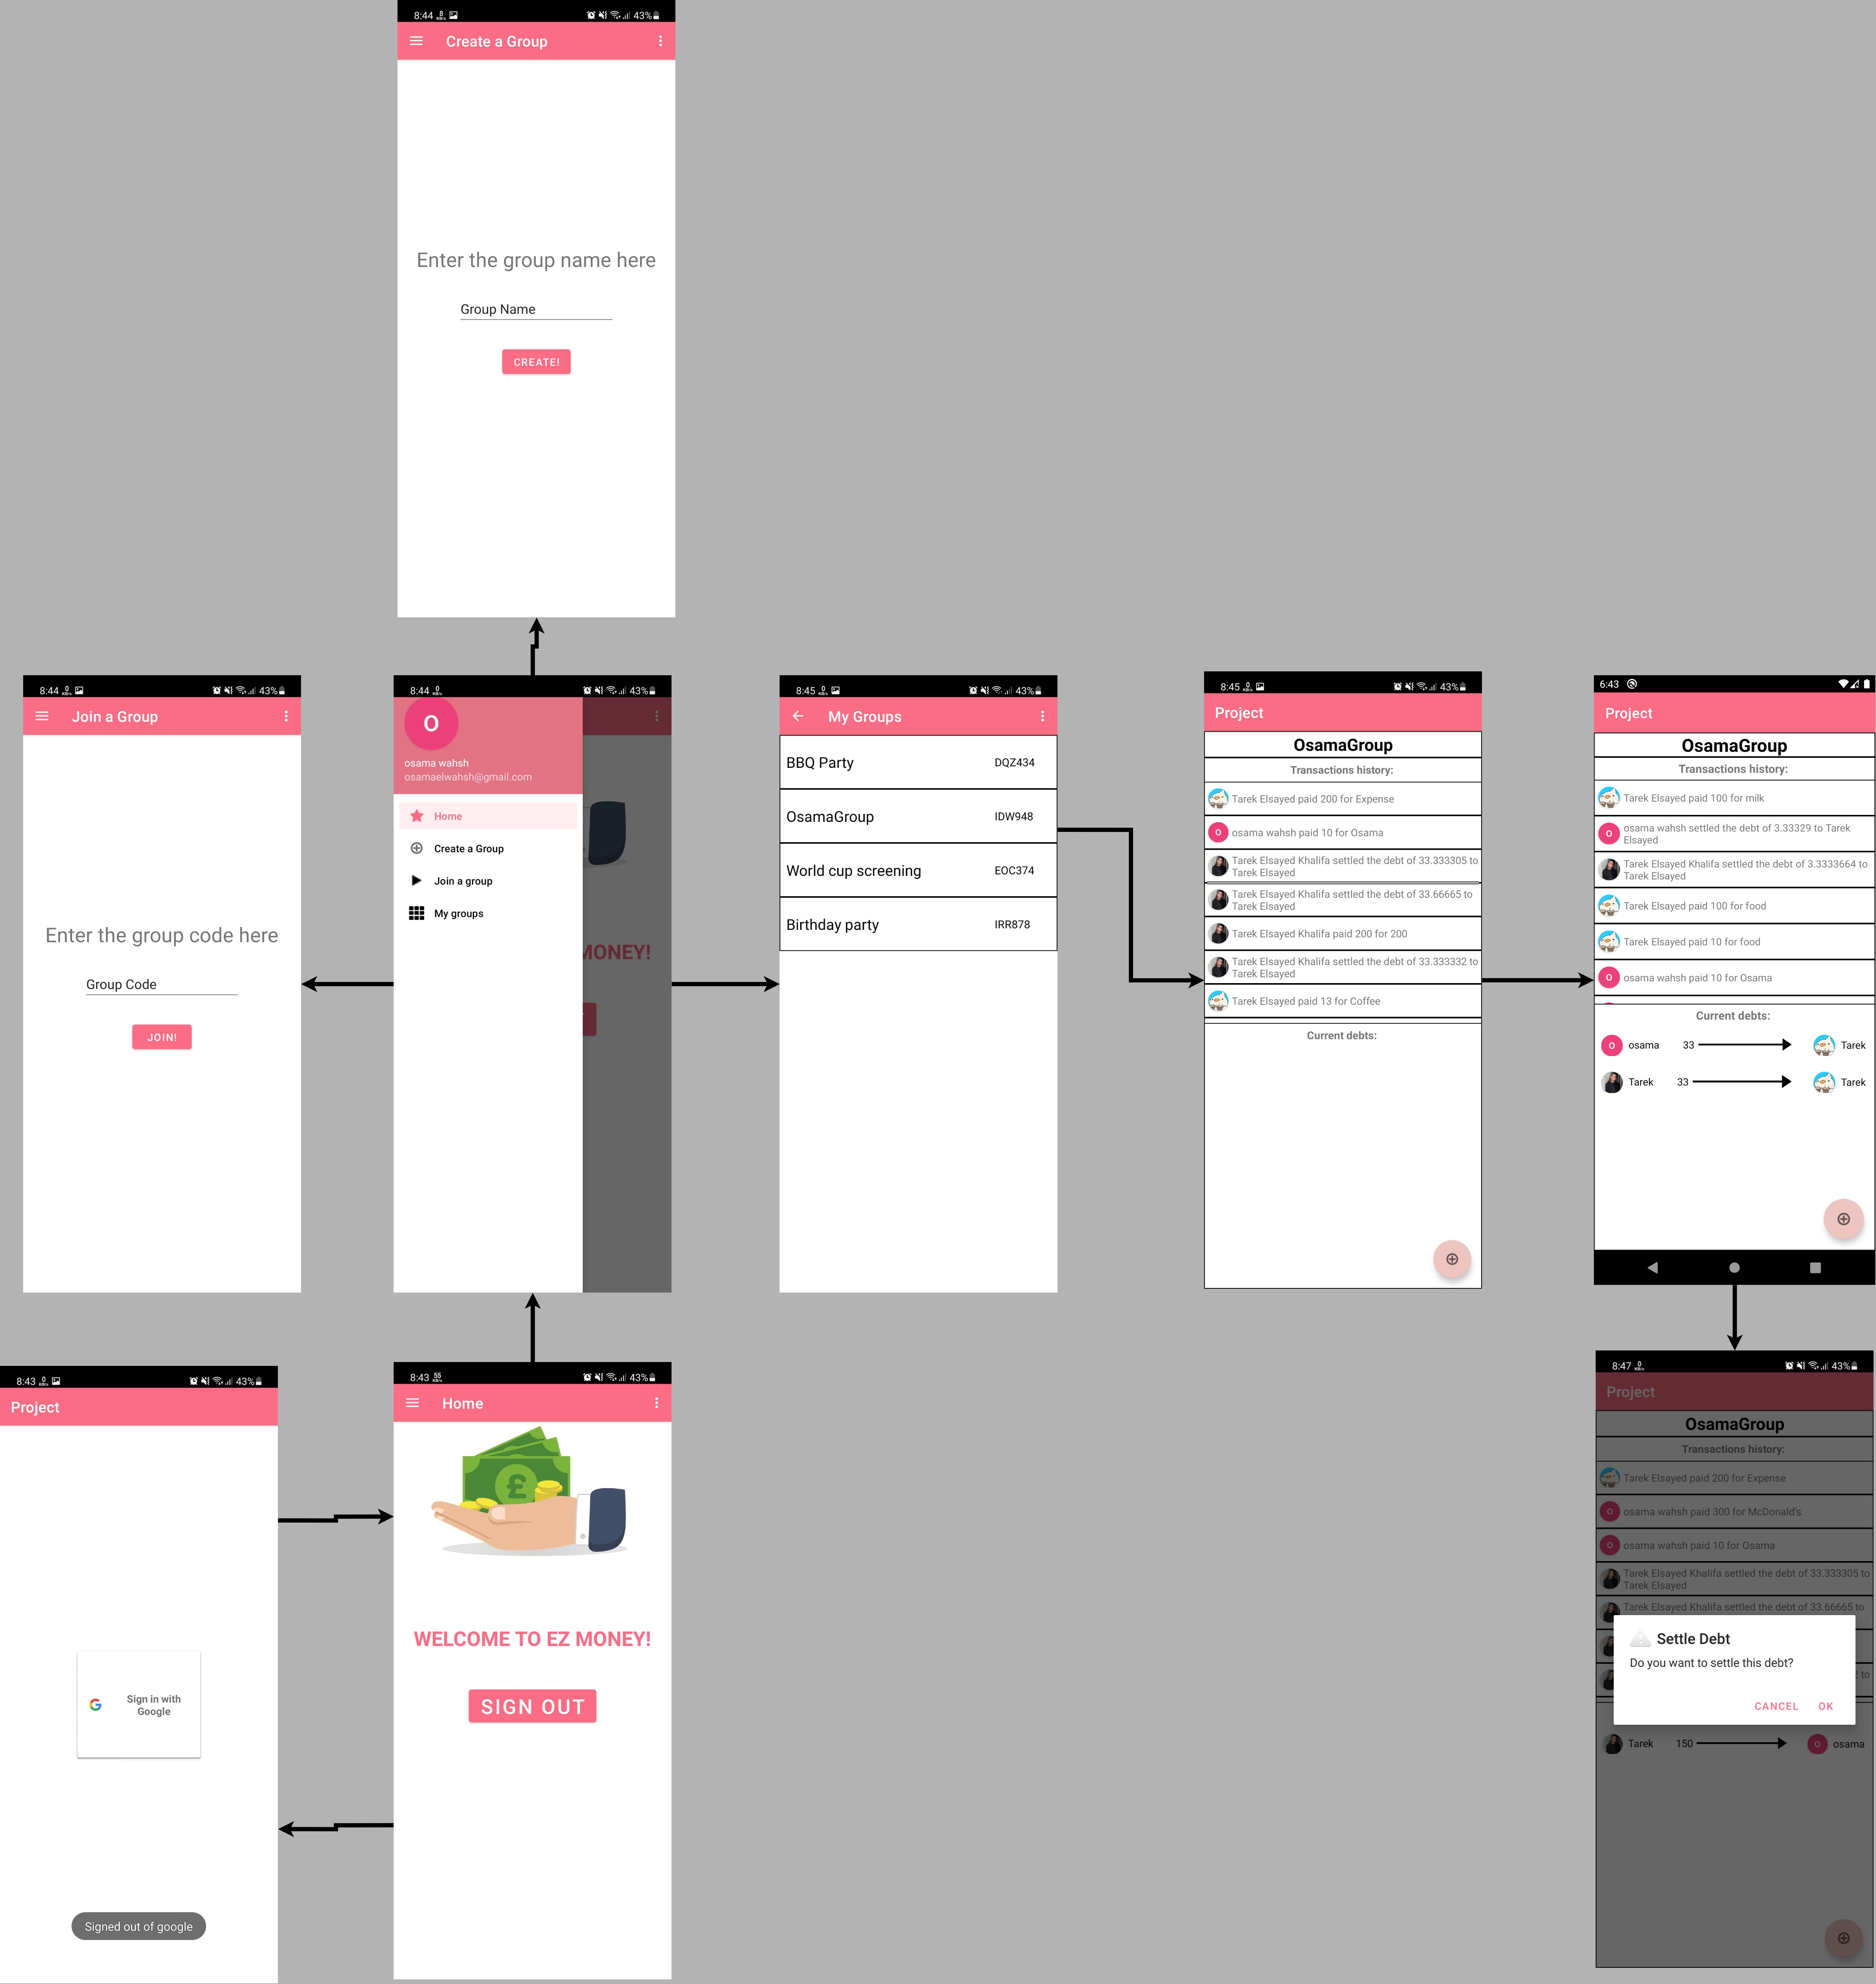 8:44
43%
Create a Group
Enter the group name here
Group Name
CREATE!
8:44
43%
Join a Group
Enter the group code here
Group Code
JOIN!
8:44
43%
O
osama wahsh
osamaelwahsh@gmail.com
Home
Create a Group
Join a group
My groups
MONEY!
8:45
43%
My Groups
BBQ Party DQZ434
OsamaGroup IDW948
World cup screening EOC374
Birthday party IRR878
8:45
43%
Project
OsamaGroup
Transactions history:
Tarek Elsayed paid 200 for Expense
O
osama wahsh paid 10 for Osama
Tarek Elsayed Khalifa settled the debt of 33.333305 to
Tarek Elsayed
Tarek Elsayed Khalifa settled the debt of 33.66665 to
Tarek Elsayed
Tarek Elsayed Khalifa paid 200 for 200
Tarek Elsayed Khalifa settled the debt of 33.333332 to
Tarek Elsayed
Tarek Elsayed paid 13 for Coffee
Current debts:
6:43
Project
OsamaGroup
Transactions history:
Tarek Elsayed paid 100 for milk
O
osama wahsh settled the debt of 3.33329 to Tarek
Elsayed
Tarek Elsayed Khalifa settled the debt of 3.3333664 to
Tarek Elsayed
Tarek Elsayed paid 100 for food
Tarek Elsayed paid 10 for food
O
osama wahsh paid 10 for Osama
Current debts:
O osama 33 Tarek
Tarek 33 Tarek
8:43
43%
Project
Sign in with
Google
Signed out of google
8:43
55
KB/s
43%
Home
£
WELCOME TO EZ MONEY!
SIGN OUT
8:47
43%
Project
OsamaGroup
Transactions history:
Tarek Elsayed paid 200 for Expense
O
osama wahsh paid 300 for McDonald's
O
osama wahsh paid 10 for Osama
Tarek Elsayed Khalifa settled the debt of 33.333305 to
Tarek Elsayed
Tarek Elsayed Khalifa settled the debt of 33.66665 to
Settle Debt
Do you want to settle this debt?
2 to
CANCEL OK
Tarek 150 O osama